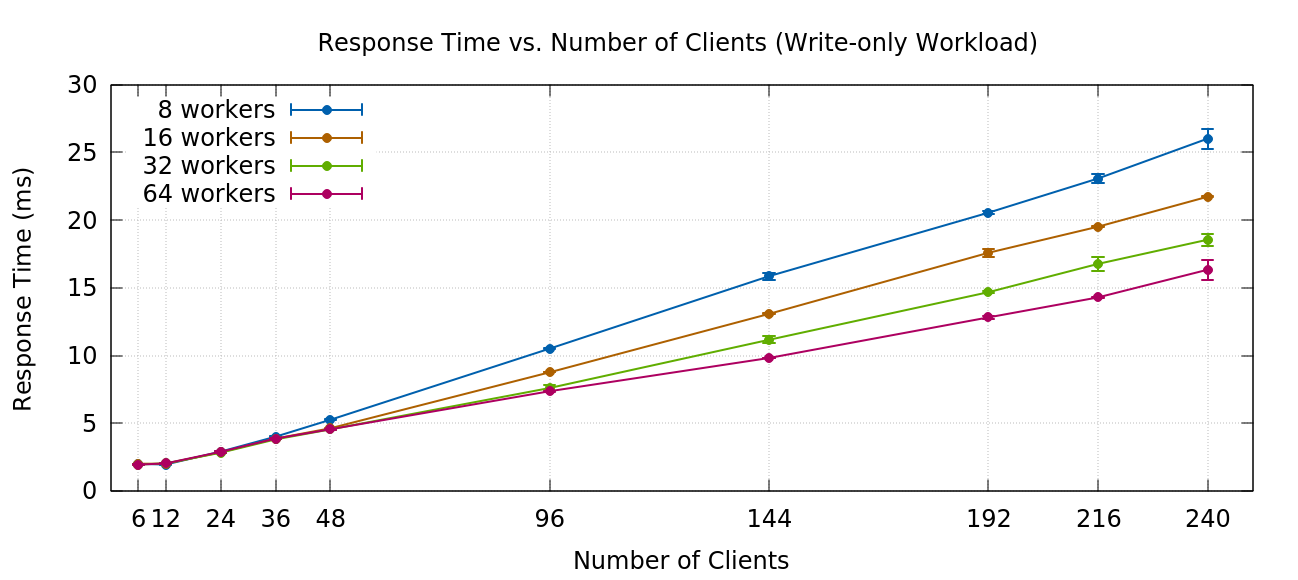 Response Time vs. Number of Clients (Write-only Workload)
Response Time (ms)
30
25
20
15
10
5
0
8 workers
16 workers
32 workers
64 workers
6 12 24 36 48 96 144 192 216 240
Number of Clients